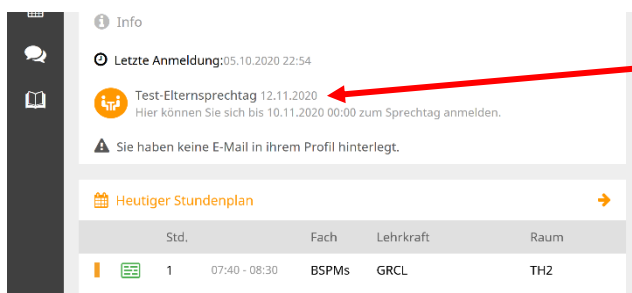 Info
Letzte Anmeldung:05.10.2020 22:54
Test-Elternsprechtag 12.11.2020
Hier können Sie sich bis 10.11.2020 00:00 zum Sprechtag anmelden.
Sie haben keine E-Mail in ihrem Profil hinterlegt.
Heutiger Stundenplan
Std. Fach Lehrkraft Raum
1 07:40 - 08:30 BSPMs GRCL TH2